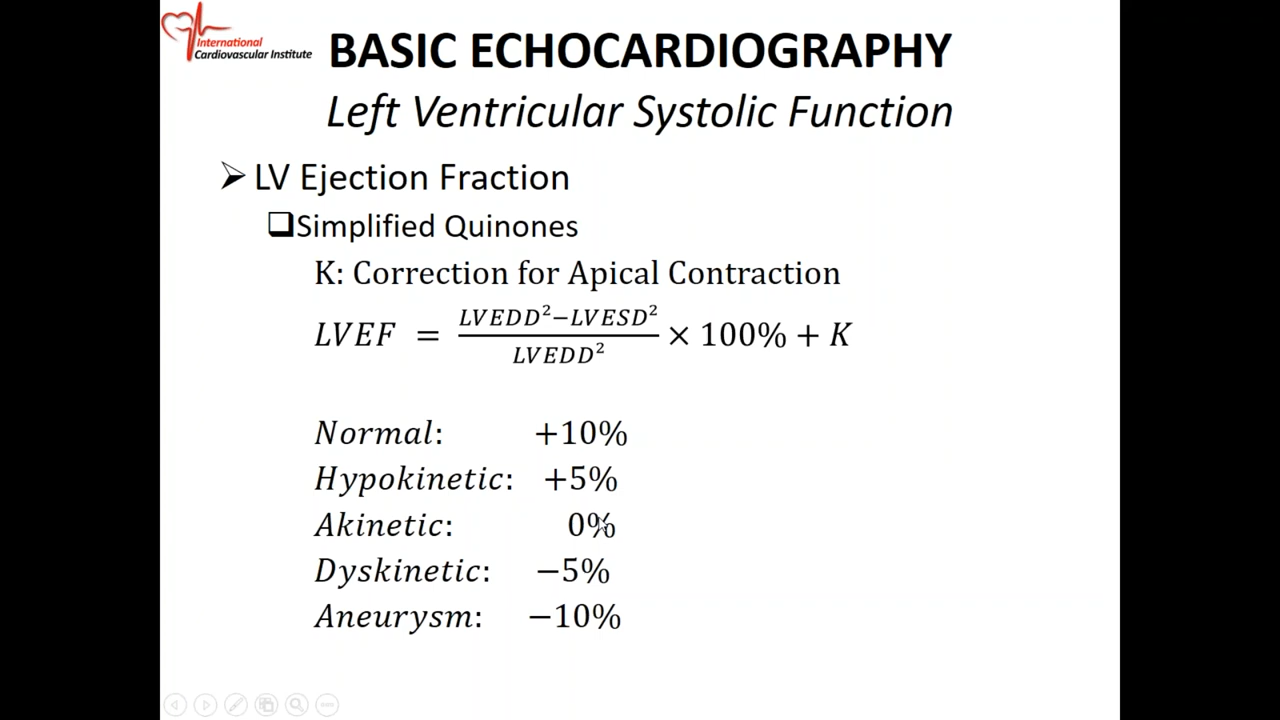 International
Cardiovascular Institute
BASIC ECHOCARDIOGRAPHY
Left Ventricular Systolic Function
➢ LV Ejection Fraction
❑Simplified Quinones
K: Correction for Apical Contraction
LVEF = (LVEDD²−LVESD²)/LVEDD² × 100% + K
Normal: +10%
Hypokinetic: +5%
Akinetic: 0%
Dyskinetic: −5%
Aneurysm: −10%